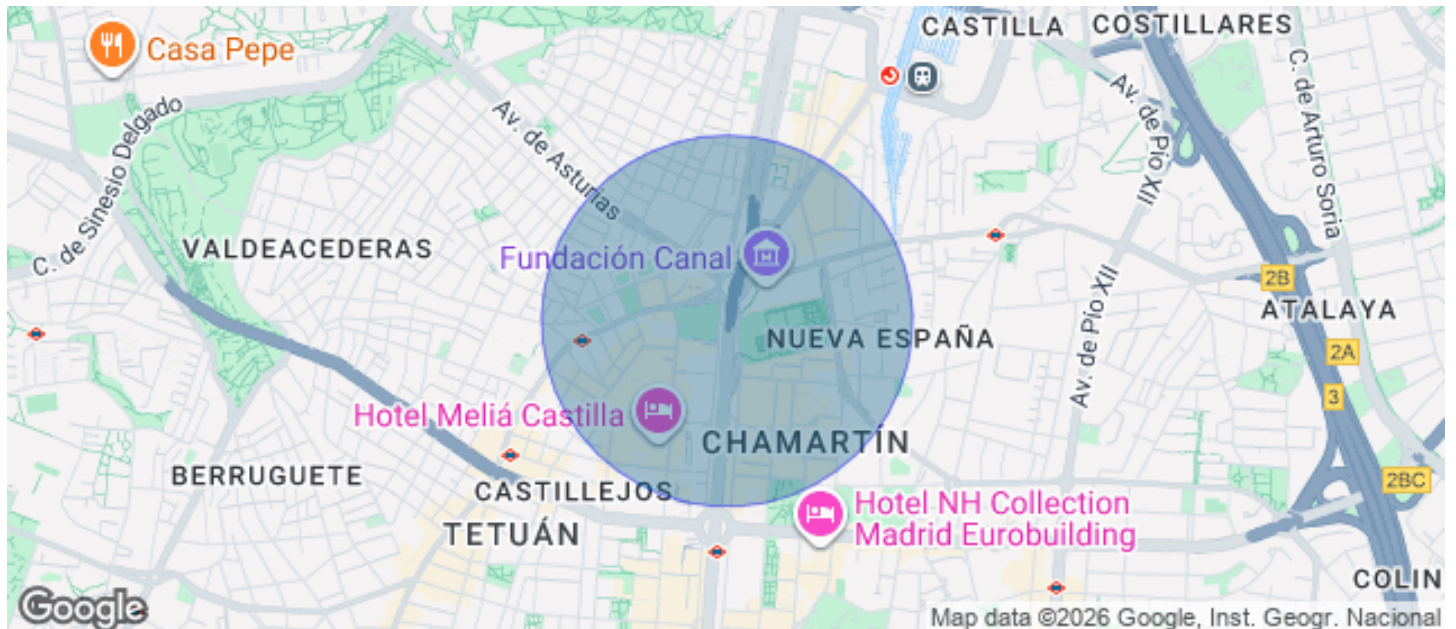 CASTILLA
COSTILLARES
Casa Pepe
C. de Sinesio Delgado
Av. de Asturias
Av. de Pío XII
C. de Arturo Soria
VALDEACEDERAS
Fundación Canal
2B
ATALAYA
NUEVA ESPAÑA
2A
Av. de Pío XII
3
Hotel Meliá Castilla
CHAMARTÍN
BERRUGUETE
CASTILLEJOS
2BC
TETUÁN
Hotel NH Collection
Madrid Eurobuilding
COLIN
Google
Map data ©2026 Google, Inst. Geogr. Nacional